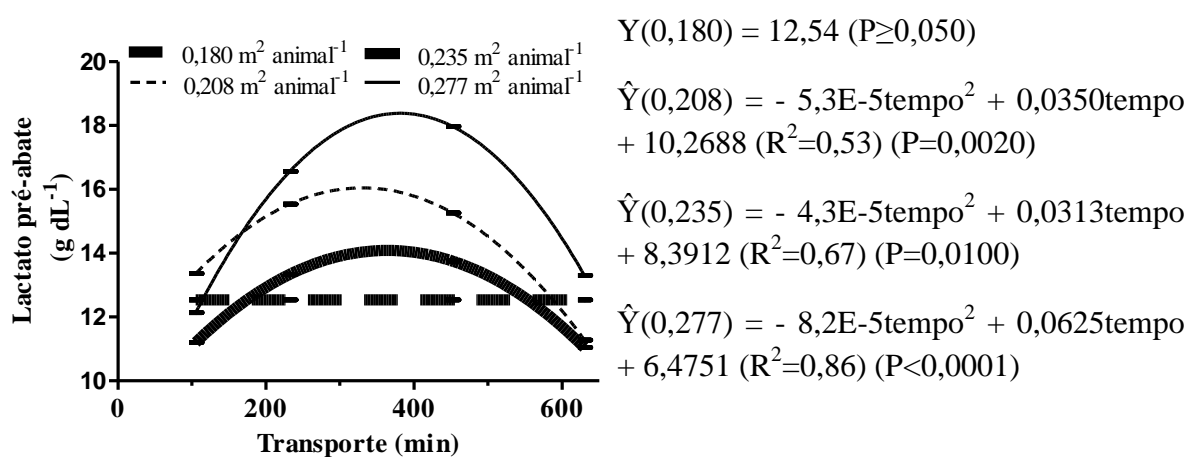 0,180 m² animal⁻¹ 0,235 m² animal⁻¹
0,208 m² animal⁻¹ 0,277 m² animal⁻¹
Lactato pré-abate
(g dL⁻¹)
20
18
16
14
12
10
0 200 400 600
Transporte (min)
Y(0,180) = 12,54 (P≥0,050)
Ŷ(0,208) = - 5,3E-5tempo² + 0,0350tempo
+ 10,2688 (R²=0,53) (P=0,0020)
Ŷ(0,235) = - 4,3E-5tempo² + 0,0313tempo
+ 8,3912 (R²=0,67) (P=0,0100)
Ŷ(0,277) = - 8,2E-5tempo² + 0,0625tempo
+ 6,4751 (R²=0,86) (P<0,0001)